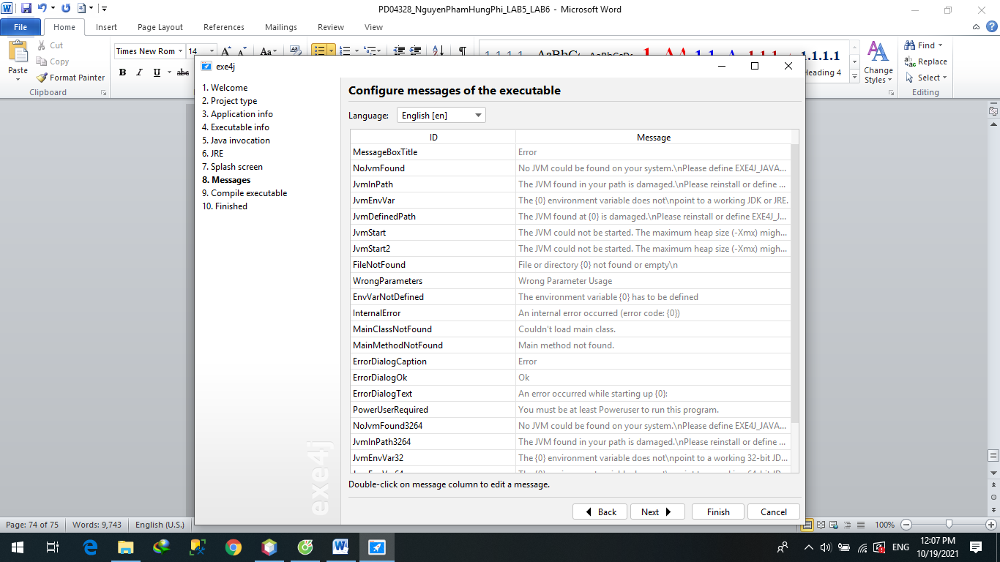 PD04328_NguyenPhamHungPhi_LAB5_LAB6 - Microsoft Word
File Home Insert Page Layout References Mailings Review View
Paste
Cut
Copy
Format Painter
Clipboard
Times New Rom 14
B I U abc
Heading 4
Change
Styles
Find
Replace
Select
Editing
exe4j
1. Welcome
2. Project type
3. Application info
4. Executable info
5. Java invocation
6. JRE
7. Splash screen
8. Messages
9. Compile executable
10. Finished
exe4j
Configure messages of the executable
Language: English [en]
ID Message
MessageBoxTitle Error
NoJvmFound No JVM could be found on your system.\nPlease define EXE4J_JAVA...
JvmInPath The JVM found in your path is damaged.\nPlease reinstall or define ...
JvmEnvVar The {0} environment variable does not\npoint to a working JDK or JRE.
JvmDefinedPath The JVM found at {0} is damaged.\nPlease reinstall or define EXE4J_J...
JvmStart The JVM could not be started. The maximum heap size (-Xmx) migh...
JvmStart2 The JVM could not be started. The maximum heap size (-Xmx) migh...
FileNotFound File or directory {0} not found or empty\n
WrongParameters Wrong Parameter Usage
EnvVarNotDefined The environment variable {0} has to be defined
InternalError An internal error occurred (error code: {0})
MainClassNotFound Couldn't load main class.
MainMethodNotFound Main method not found.
ErrorDialogCaption Error
ErrorDialogOk Ok
ErrorDialogText An error occurred while starting up {0}:
PowerUserRequired You must be at least Poweruser to run this program.
NoJvmFound3264 No JVM could be found on your system.\nPlease define EXE4J_JAVA...
JvmInPath3264 The JVM found in your path is damaged.\nPlease reinstall or define ...
JvmEnvVar32 The {0} environment variable does not\npoint to a working 32-bit JD...
Double-click on message column to edit a message.
Back Next Finish Cancel
Page: 74 of 75 Words: 9,743 English (U.S.) 100%
ENG
12:07 PM
10/19/2021